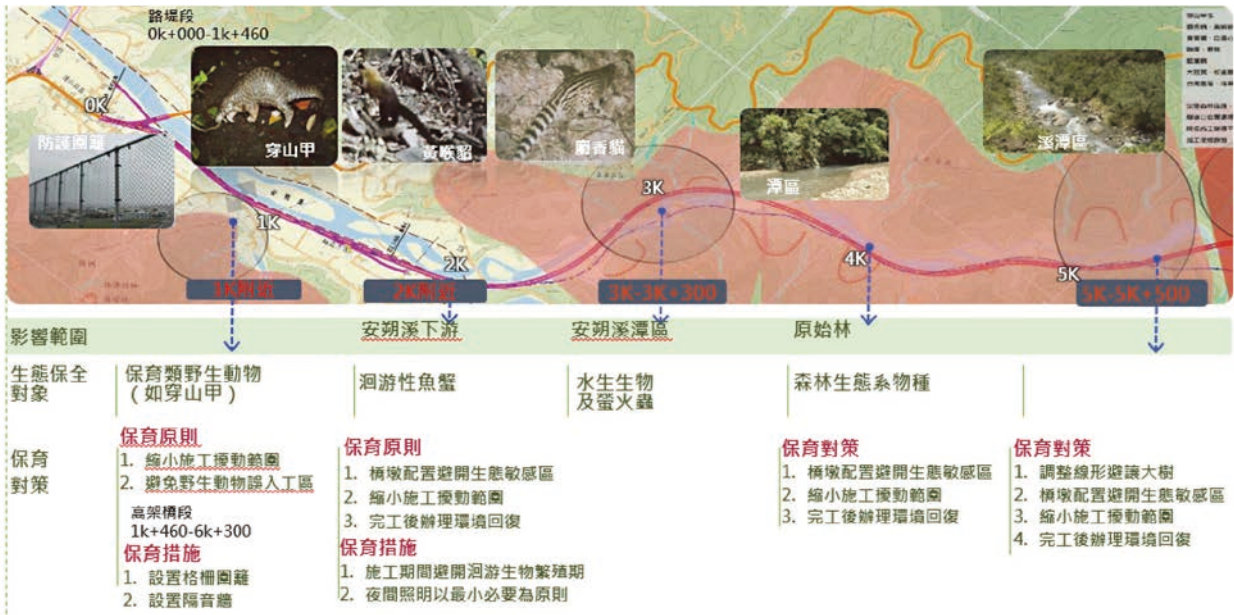 路堤段
0k+000-1k+460
0K
防護圍籬
穿山甲
黃喉貂
麝香貓
潭區
溪潭區
1K
2K
3K
4K
5K
1K附近
2K附近
3K-3K+300
5K-5K+500
影響範圍
安朔溪下游
安朔溪潭區
原始林
生態保全
對象
保育類野生動物
(如穿山甲)
洄游性魚蟹
水生生物
及螢火蟲
森林生態系物種
保育
對策
保育原則
1. 縮小施工擾動範圍
2. 避免野生動物誤入工區
高架橋段
1k+460-6k+300
保育措施
1. 設置格柵圍籬
2. 設置隔音牆
保育原則
1. 橋墩配置避開生態敏感區
2. 縮小施工擾動範圍
3. 完工後辦理環境回復
保育措施
1. 施工期間避開洄游生物繁殖期
2. 夜間照明以最小必要為原則
保育對策
1. 橋墩配置避開生態敏感區
2. 縮小施工擾動範圍
3. 完工後辦理環境回復
保育對策
1. 調整線形避讓大樹
2. 橋墩配置避開生態敏感區
3. 縮小施工擾動範圍
4. 完工後辦理環境回復